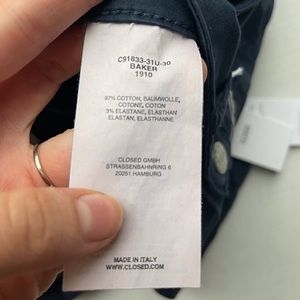 C91833-31U-30
BAKER
1910
97% COTTON, BAUMWOLLE,
COTONE, COTON
3% ELASTANE, ELASTHAN
ELASTAN, ELASTHANNE
CLOSED GMBH
STRASSENBAHNRING 6
20251 HAMBURG
MADE IN ITALY
WWW.CLOSED.COM